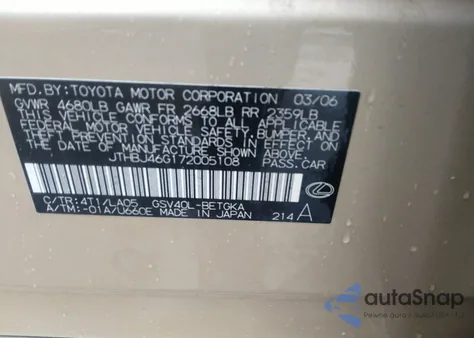 MFD.BY:TOYOTA MOTOR CORPORATION 03/06
GVWR 4680LB GAWR FR 2668LB RR 2359LB
THIS VEHICLE CONFORMS TO ALL APPLICABLE
FEDERAL MOTOR VEHICLE SAFETY, BUMPER,
AND THEFT PREVENTION STANDARDS IN EFFECT ON
THE DATE OF MANUFACTURE SHOWN ABOVE.
JTHBJ46G172005108 PASS.CAR
C/TR:4T1/LA05 GSV40L-BETGKA
A/TM:-01A/U660E MADE IN JAPAN 214 A
autoSnap